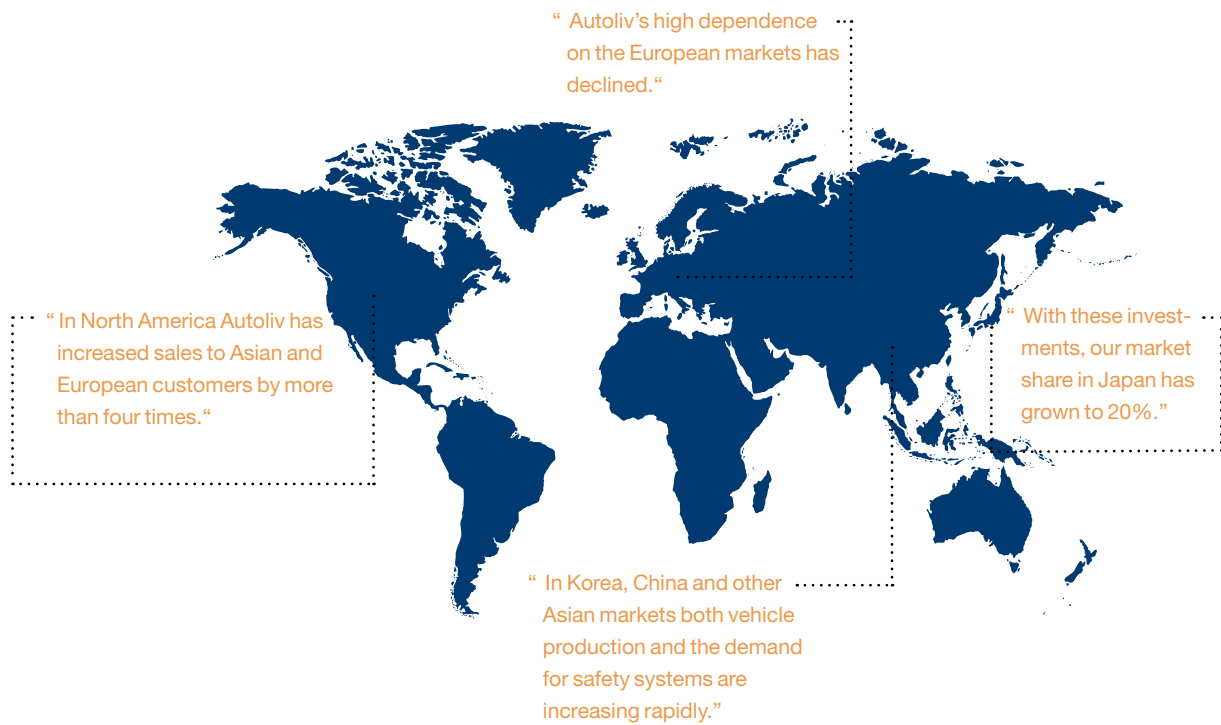 “ Autoliv’s high dependence
on the European markets has
declined.“
“ In North America Autoliv has
increased sales to Asian and
European customers by more
than four times.“
“ With these invest-
ments, our market
share in Japan has
grown to 20%.”
“ In Korea, China and other
Asian markets both vehicle
production and the demand
for safety systems are
increasing rapidly.”